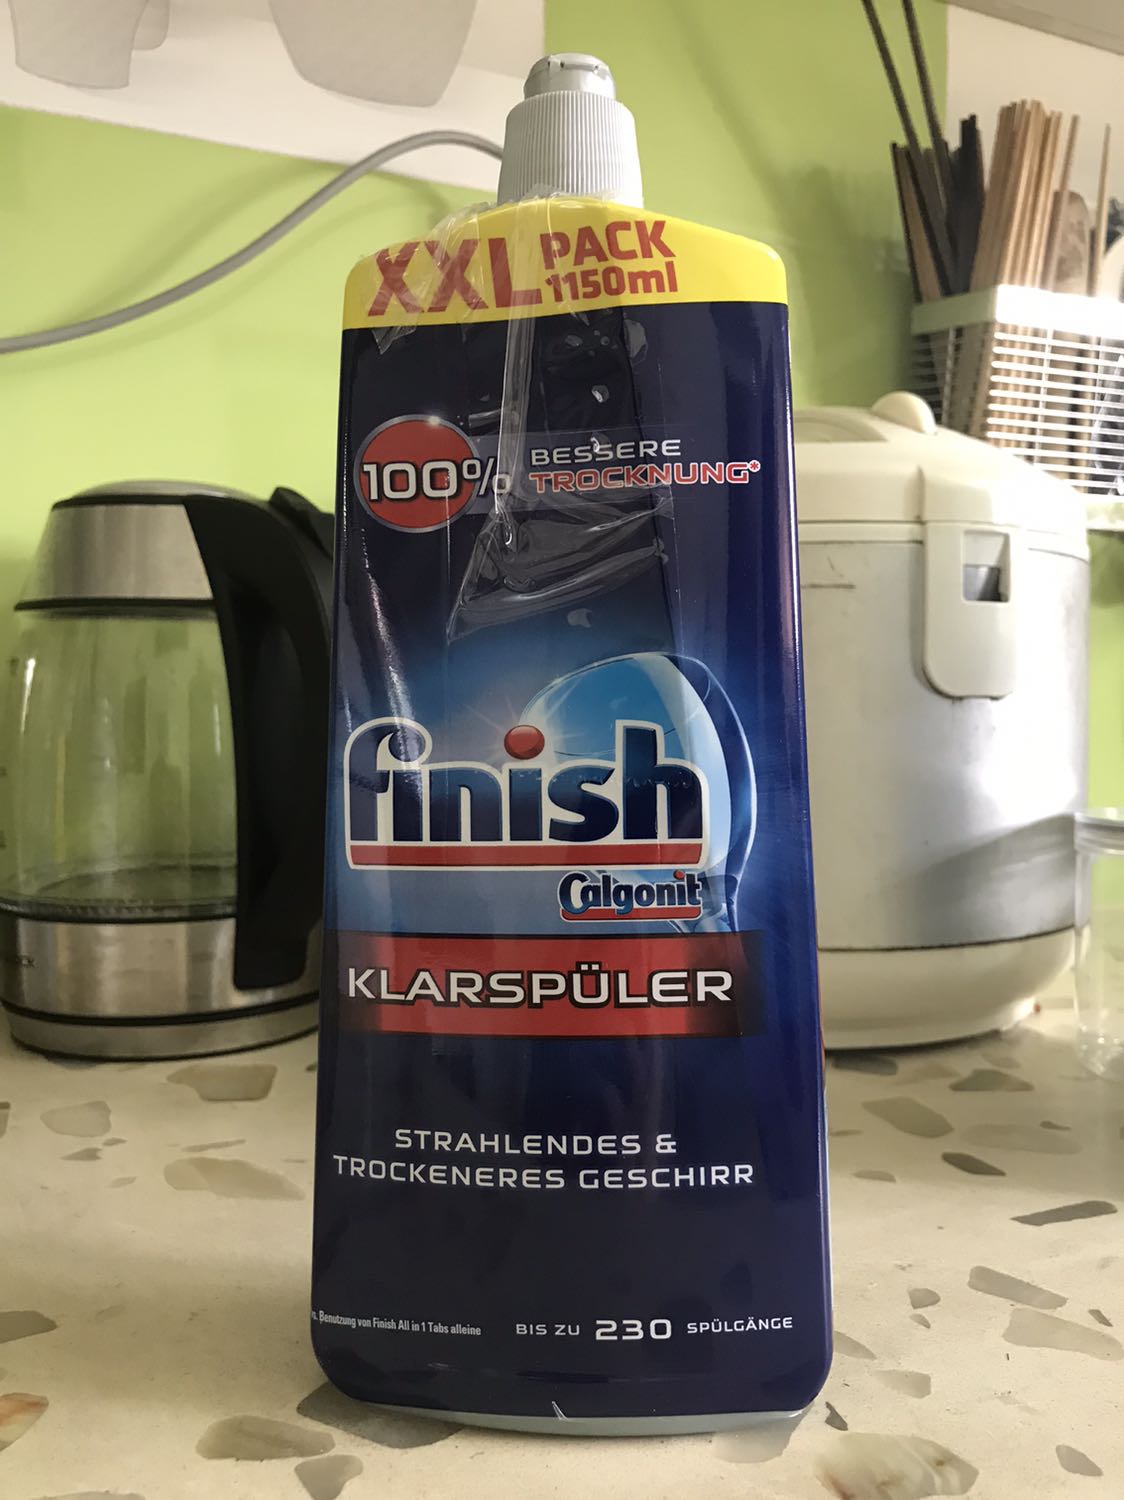 XXL PACK
1150ml
100% BESSERE
TROCKNUNG*
finish
Calgonit
KLARSPÜLER
STRAHLENDES &
TROCKENERES GESCHIRR
Benutzung von Finish All in 1 Tabs alleine
BIS ZU 230 SPÜLGÄNGE